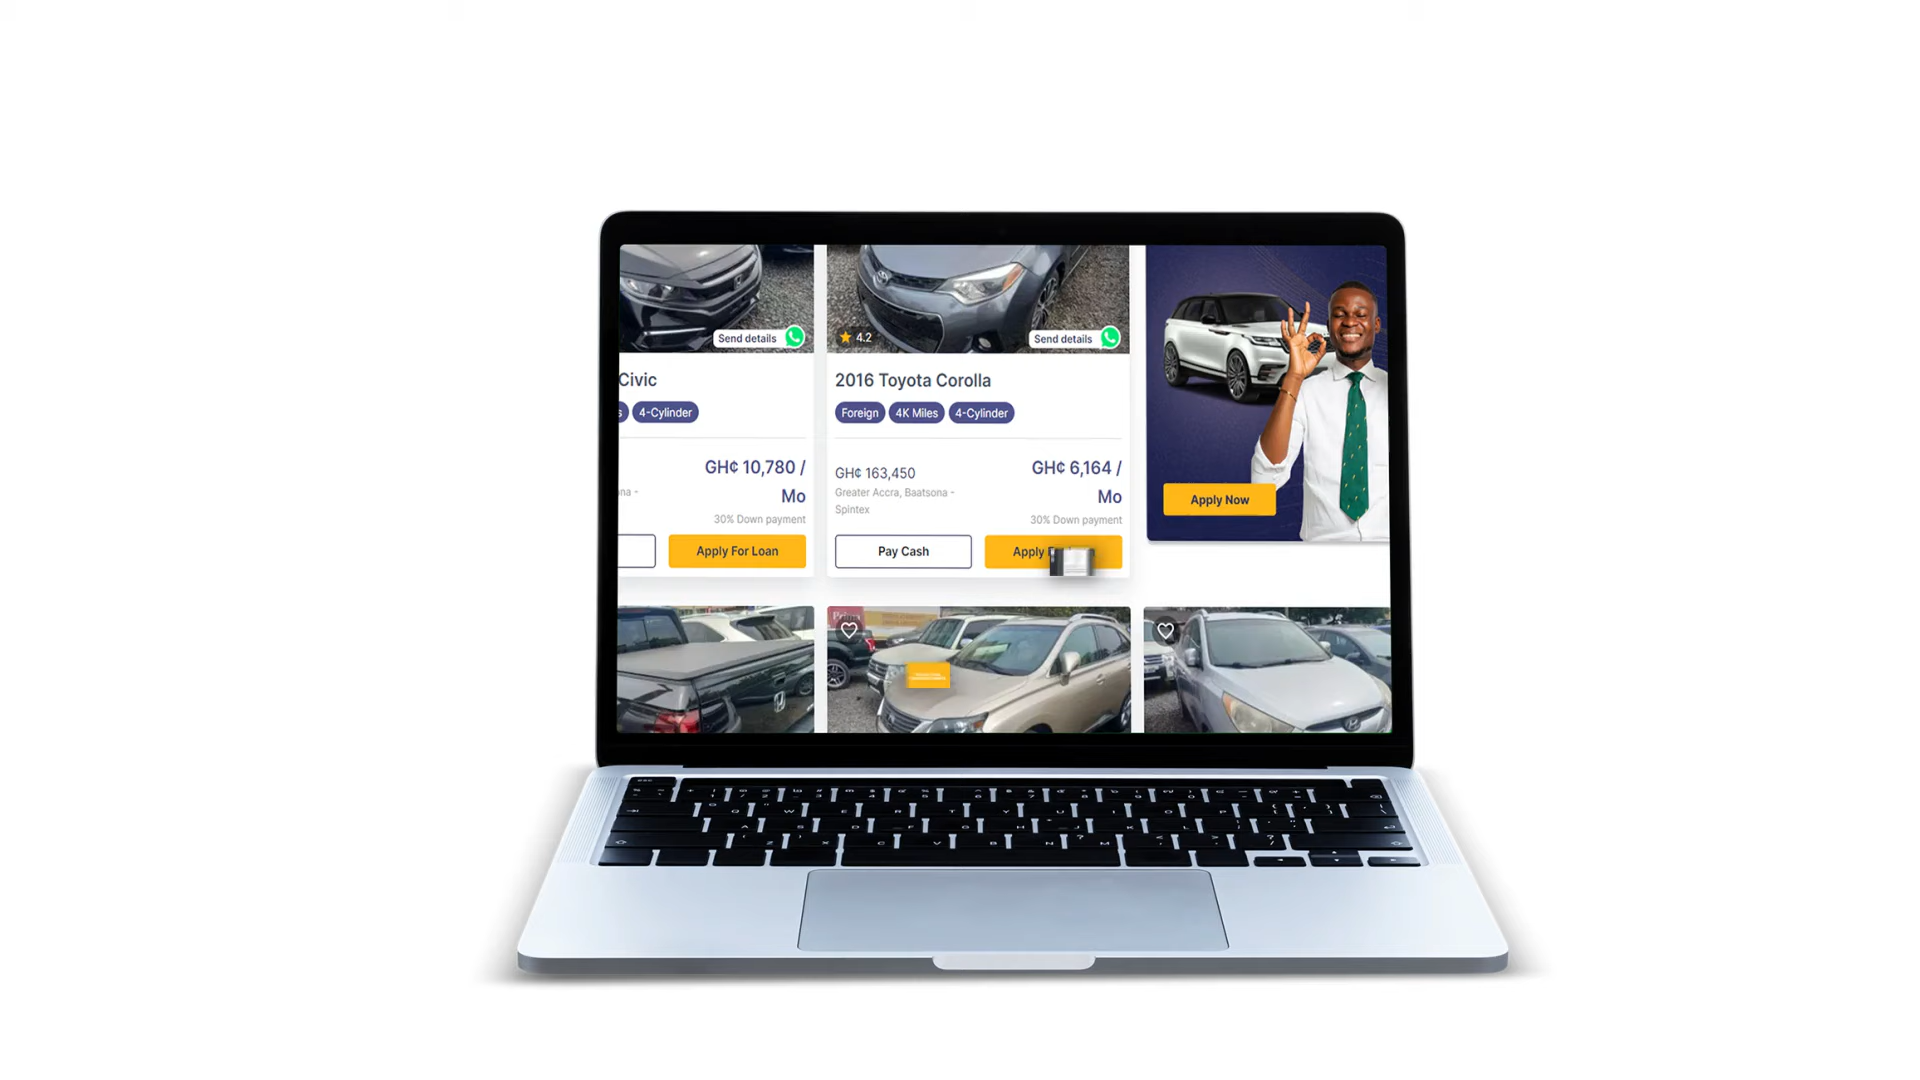 Send details
4.2
Send details
Civic
2016 Toyota Corolla
s
4-Cylinder
Foreign
4K Miles
4-Cylinder
GH¢ 10,780 /
Mo
GH¢ 163,450
GH¢ 6,164 /
Mo
na -
Greater Accra, Baatsona -
Spintex
30% Down payment
30% Down payment
Apply For Loan
Pay Cash
Apply
Apply Now